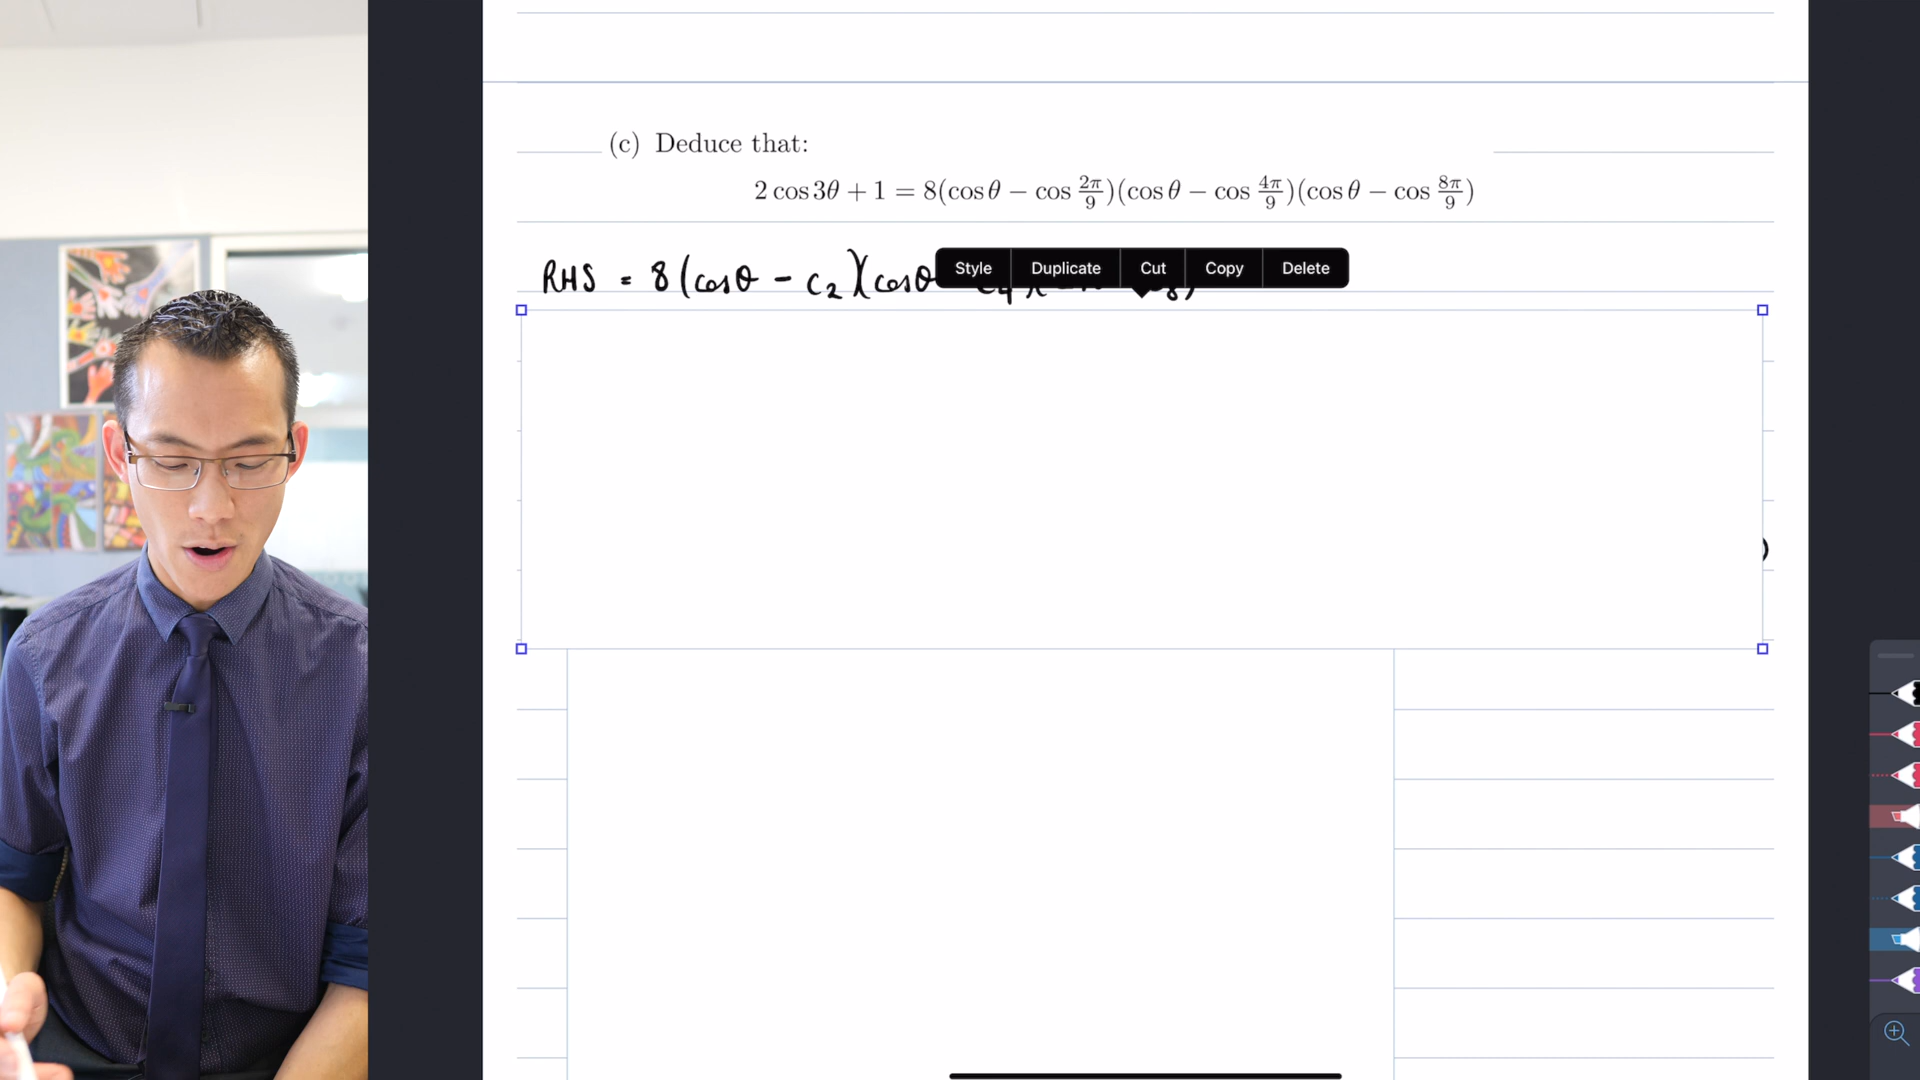 (c) Deduce that:
2 cos 3θ + 1 = 8(cos θ − cos 2π/9)(cos θ − cos 4π/9)(cos θ − cos 8π/9)
RHS = 8(cosθ − c₂)(cosθ
Style Duplicate Cut Copy Delete
)